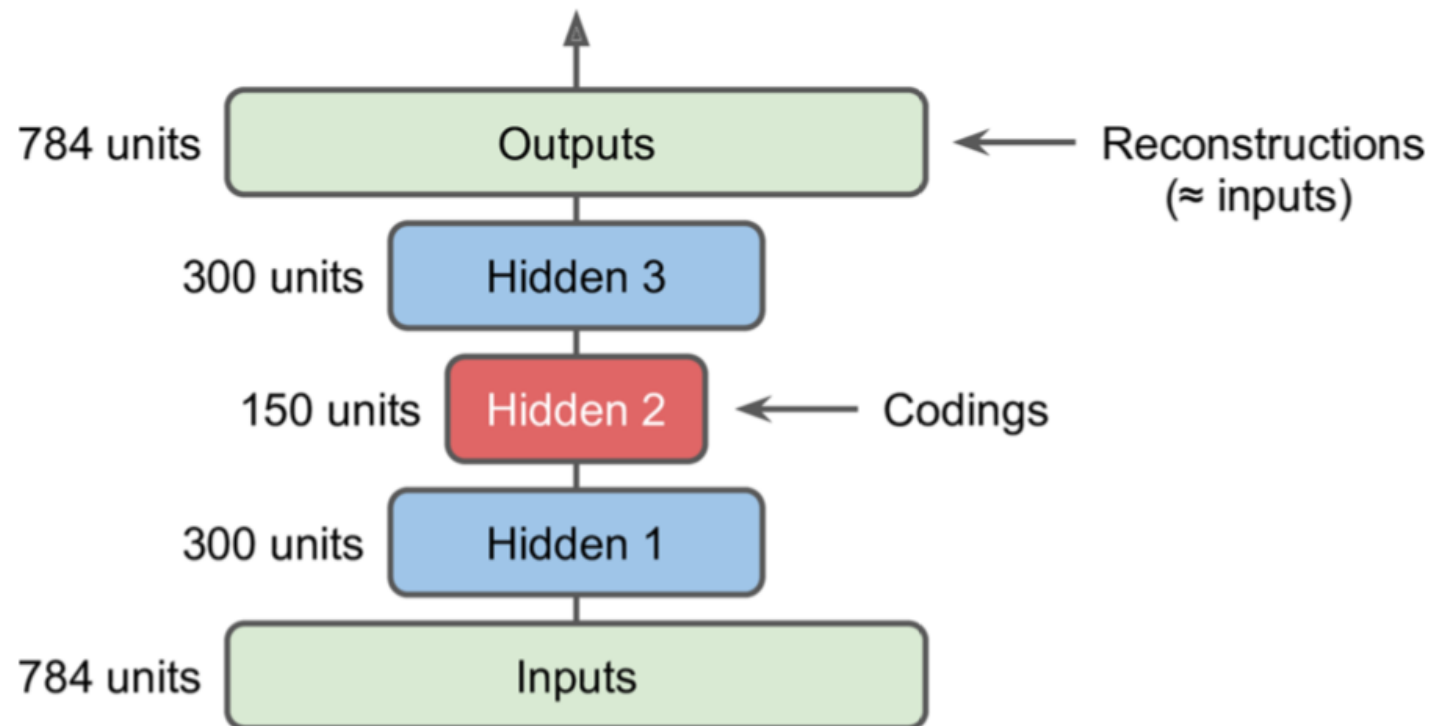 784 units
Outputs
Reconstructions
(≈ inputs)
300 units
Hidden 3
150 units
Hidden 2
Codings
300 units
Hidden 1
784 units
Inputs